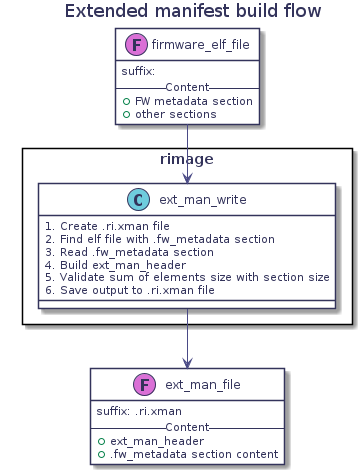 Extended manifest build flow
F firmware_elf_file
suffix:
Content
FW metadata section
other sections
rimage
C ext_man_write
1. Create .ri.xman file
2. Find elf file with .fw_metadata section
3. Read .fw_metadata section
4. Build ext_man_header
5. Validate sum of elements size with section size
6. Save output to .ri.xman file
F ext_man_file
suffix: .ri.xman
Content
ext_man_header
.fw_metadata section content